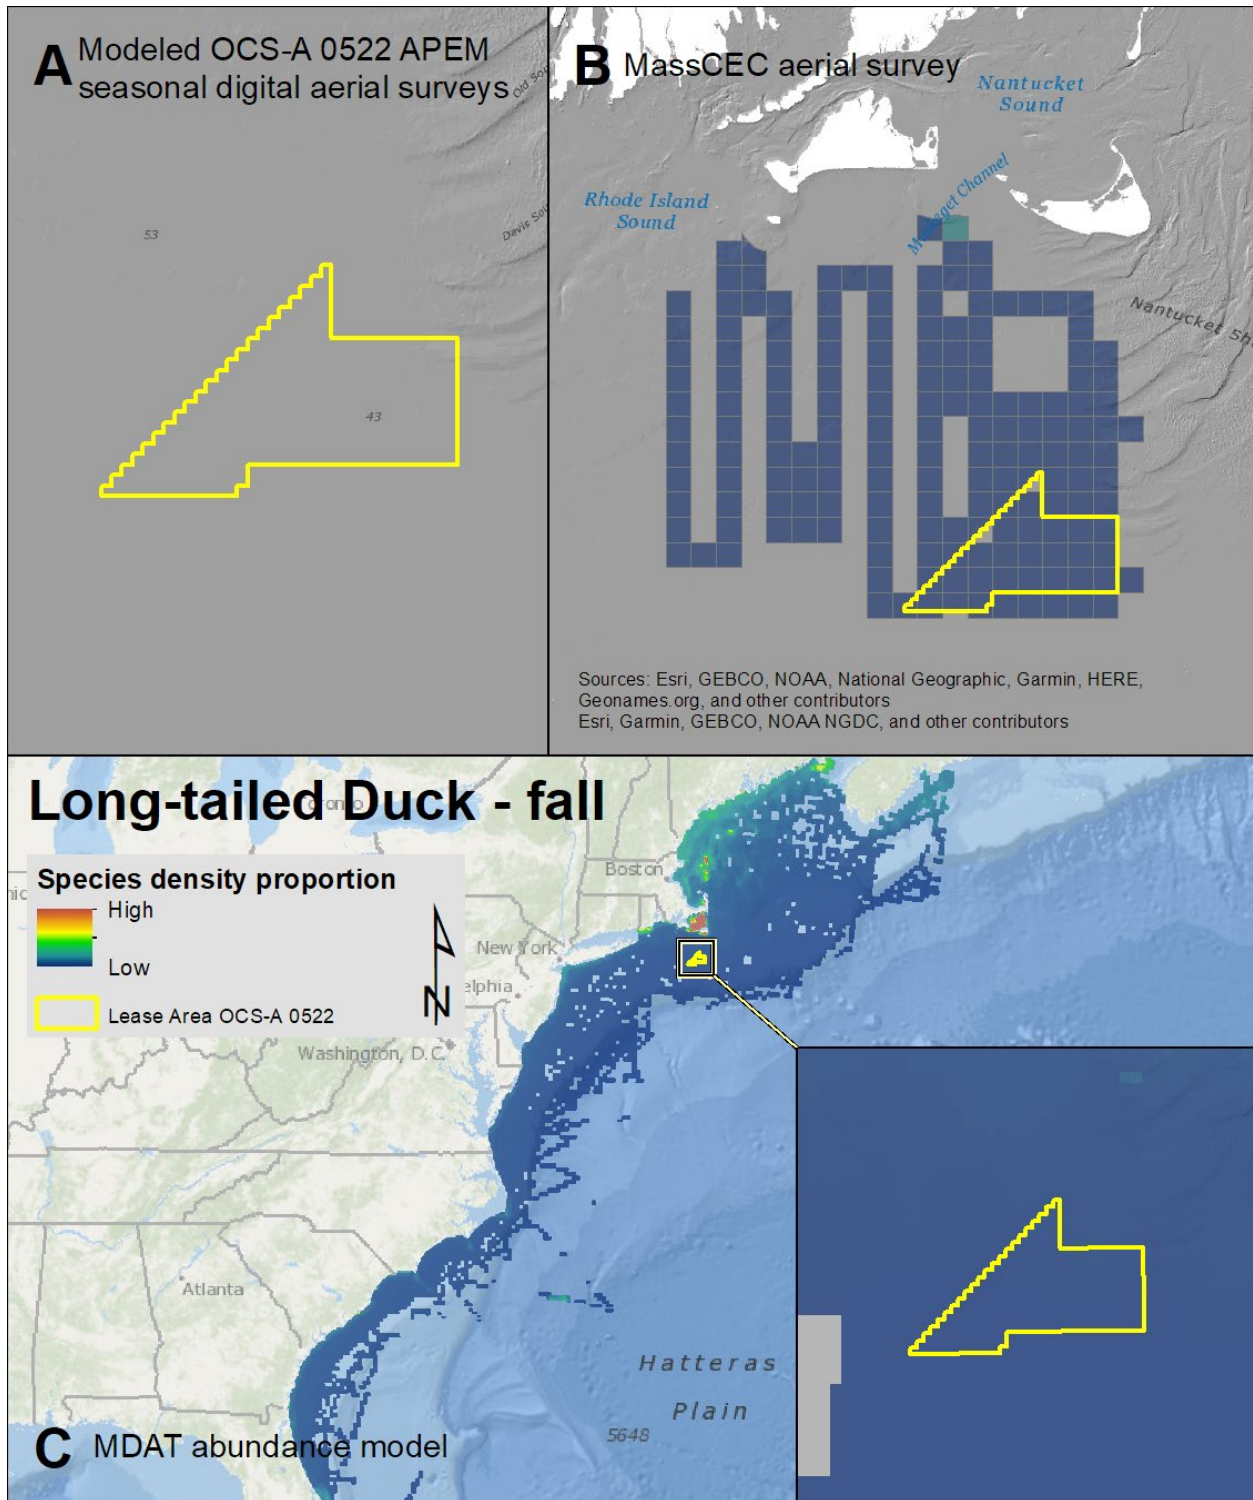 A Modeled OCS-A 0522 APEM
seasonal digital aerial surveys
53
43
B MassCEC aerial survey
Nantucket
Sound
Rhode Island
Sound
Channel
Sources: Esri, GEBCO, NOAA, National Geographic, Garmin, HERE,
Geonames.org, and other contributors
Esri, Garmin, GEBCO, NOAA NGDC, and other contributors
Long-tailed Duck - fall
Species density proportion
High
Low
Lease Area OCS-A 0522
N
Boston
New York
elphia
Washington, D.C.
Atlanta
Hatteras
Plain
5648
C MDAT abundance model